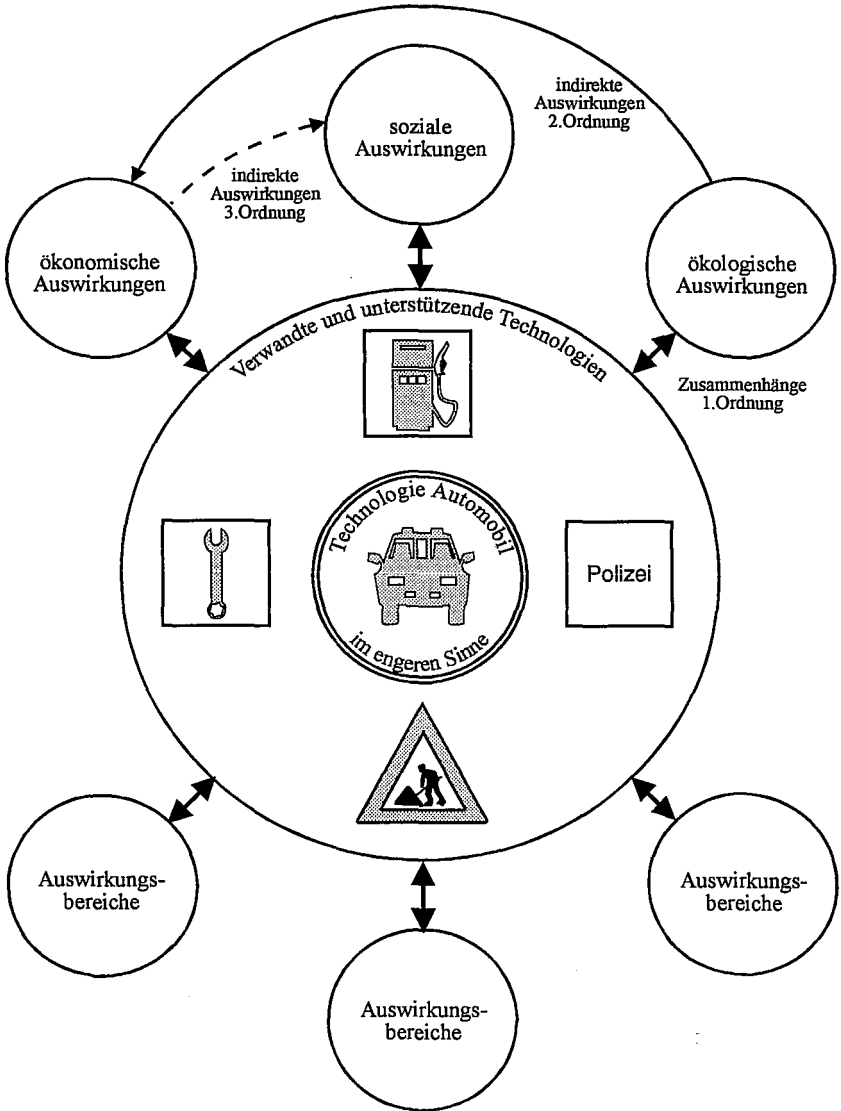 indirekte
Auswirkungen
2.Ordnung
soziale
Auswirkungen
indirekte
Auswirkungen
3.Ordnung
ökonomische
Auswirkungen
ökologische
Auswirkungen
Verwandte und unterstützende Technologien
Zusammenhänge
1.Ordnung
Technologie Automobil
im engeren Sinne
Polizei
Auswirkungs-
bereiche
Auswirkungs-
bereiche
Auswirkungs-
bereiche